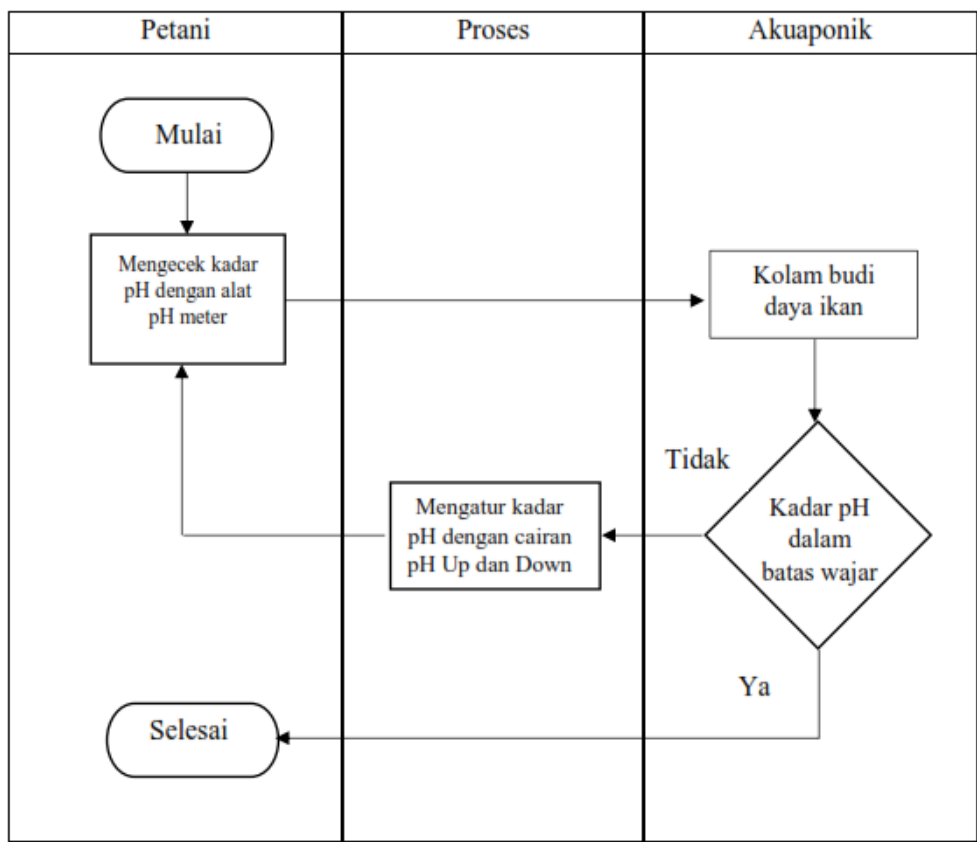 Petani
Proses
Akuaponik
Mulai
Mengecek kadar
pH dengan alat
pH meter
Kolam budi
daya ikan
Tidak
Kadar pH
dalam
batas wajar
Mengatur kadar
pH dengan cairan
pH Up dan Down
Ya
Selesai